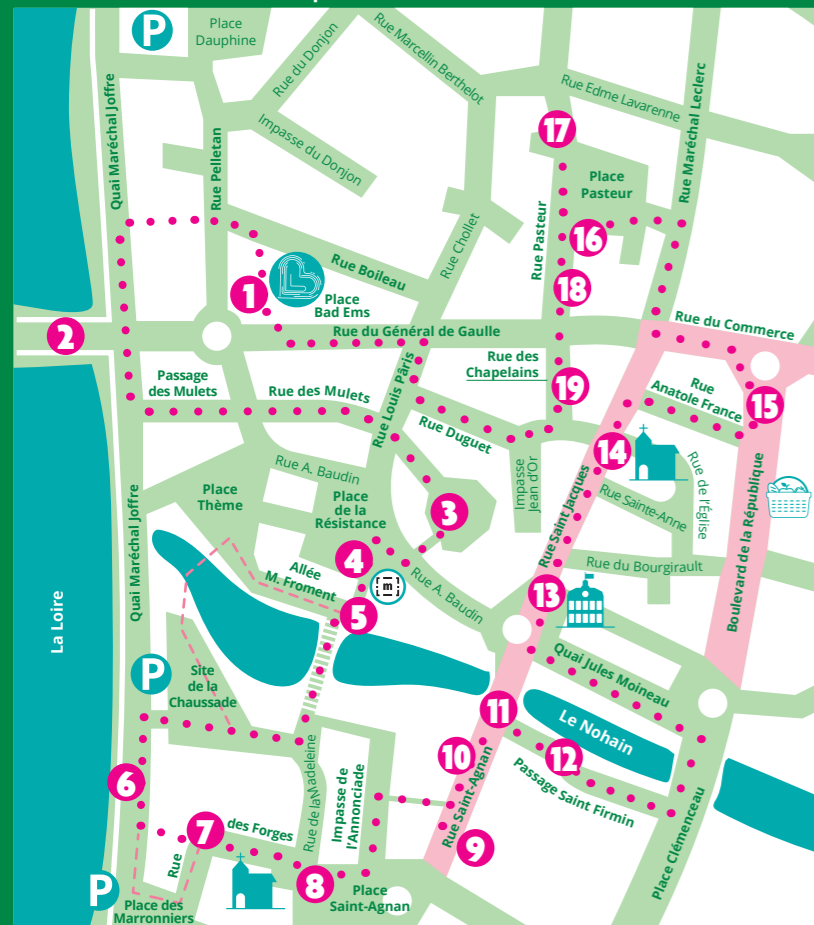 P
Place
Dauphine
Rue du Donjon
Rue Marcellin Berthelot
Rue Edme Lavarenne
Rue Maréchal Leclerc
Quai Maréchal Joffre
Rue Pelletan
Impasse du Donjon
17
Place
Pasteur
16
Rue Pasteur
Rue Chollet
Rue Boileau
1
Place
Bad Ems
18
2
Rue du Général de Gaulle
Rue du Commerce
Passage
des Mulets
Rue des Mulets
Rue Louis Pâris
Rue des
Chapelains
19
Rue
Anatole France
15
Rue Duguet
14
Rue A. Baudin
Place
Thème
Place
de la
Résistance
3
Impasse
Jean d'Or
Rue Saint Jacques
Rue Sainte-Anne
Rue de l'Église
Boulevard de la République
Quai Maréchal Joffre
4
m
Allée
M. Froment
5
Rue A. Baudin
Rue du Bourgirault
13
La Loire
P
Site
de la
Chaussade
Quai Jules Moineau
11
Le Nohain
10
12
Passage Saint Firmin
6
Rue de la Madeleine
Impasse de
l'Annonciade
Rue Saint-Agnan
9
7
Rue
des Forges
Place Clémenceau
P
Place des
Marronniers
8
Place
Saint-Agnan